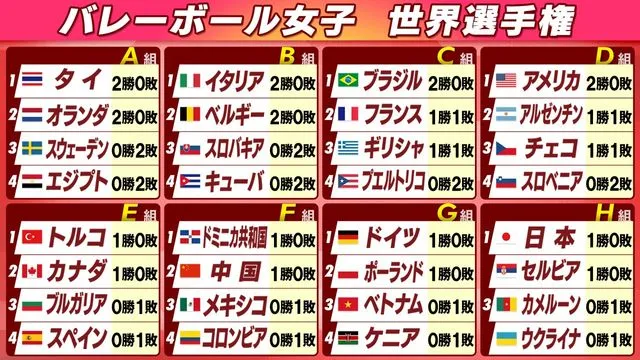 バレーボール女子 世界選手権
A組
1 タイ 2勝0敗
2 オランダ 2勝0敗
3 スウェーデン 0勝2敗
4 エジプト 0勝2敗
B組
1 イタリア 2勝0敗
2 ベルギー 2勝0敗
3 スロバキア 0勝2敗
4 キューバ 0勝2敗
C組
1 ブラジル 2勝0敗
2 フランス 1勝1敗
3 ギリシャ 1勝1敗
4 プエルトリコ 0勝2敗
D組
1 アメリカ 2勝0敗
2 アルゼンチン 1勝1敗
3 チェコ 1勝1敗
4 スロベニア 0勝2敗
E組
1 トルコ 1勝0敗
2 カナダ 1勝0敗
3 ブルガリア 0勝1敗
4 スペイン 0勝1敗
F組
1 ドミニカ共和国 1勝0敗
2 中国 1勝0敗
3 メキシコ 0勝1敗
4 コロンビア 0勝1敗
G組
1 ドイツ 1勝0敗
2 ポーランド 1勝0敗
3 ベトナム 0勝1敗
4 ケニア 0勝1敗
H組
1 日本 1勝0敗
2 セルビア 1勝0敗
3 カメルーン 0勝1敗
4 ウクライナ 0勝1敗